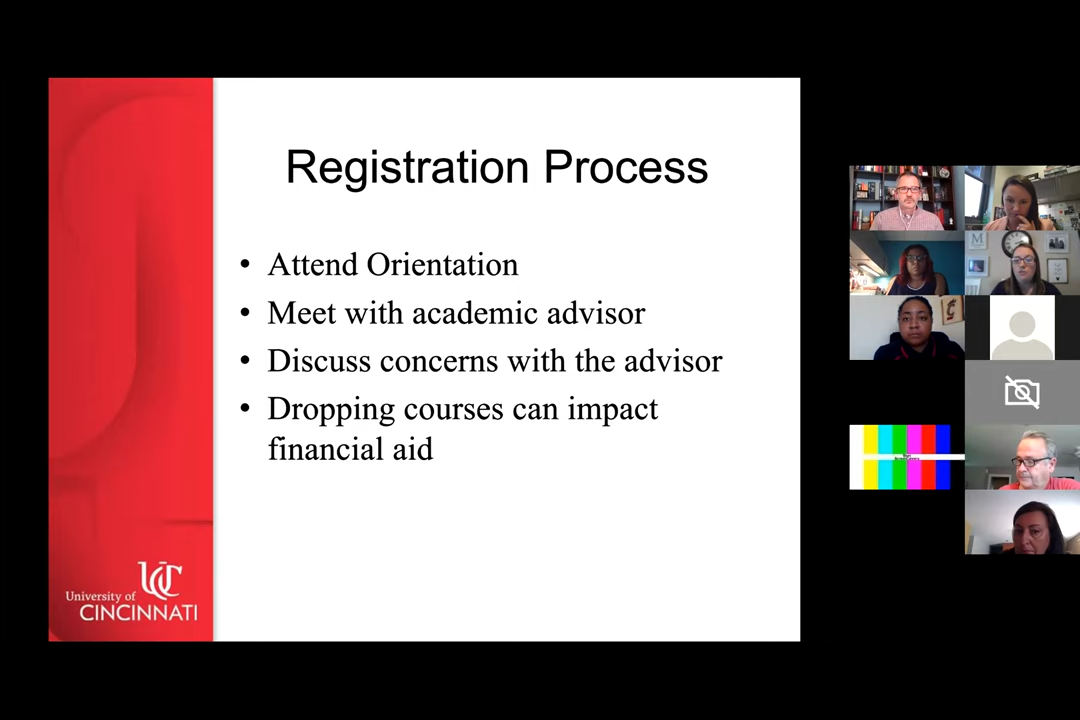 Registration Process
• Attend Orientation
• Meet with academic advisor
• Discuss concerns with the advisor
• Dropping courses can impact
financial aid
UC
University of
CINCINNATI
M